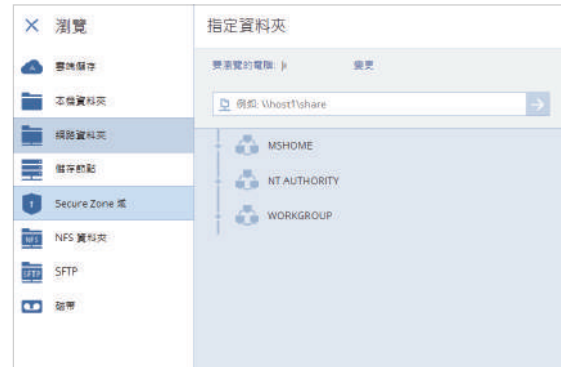 瀏覽
雲端儲存
本機資料夾
網路資料夾
儲存節點
Secure Zone 或
NFS 資料夾
SFTP
磁帶
指定資料夾
要瀏覽的電腦:
變更
例如: \\host1\share
MSHOME
NT AUTHORITY
WORKGROUP